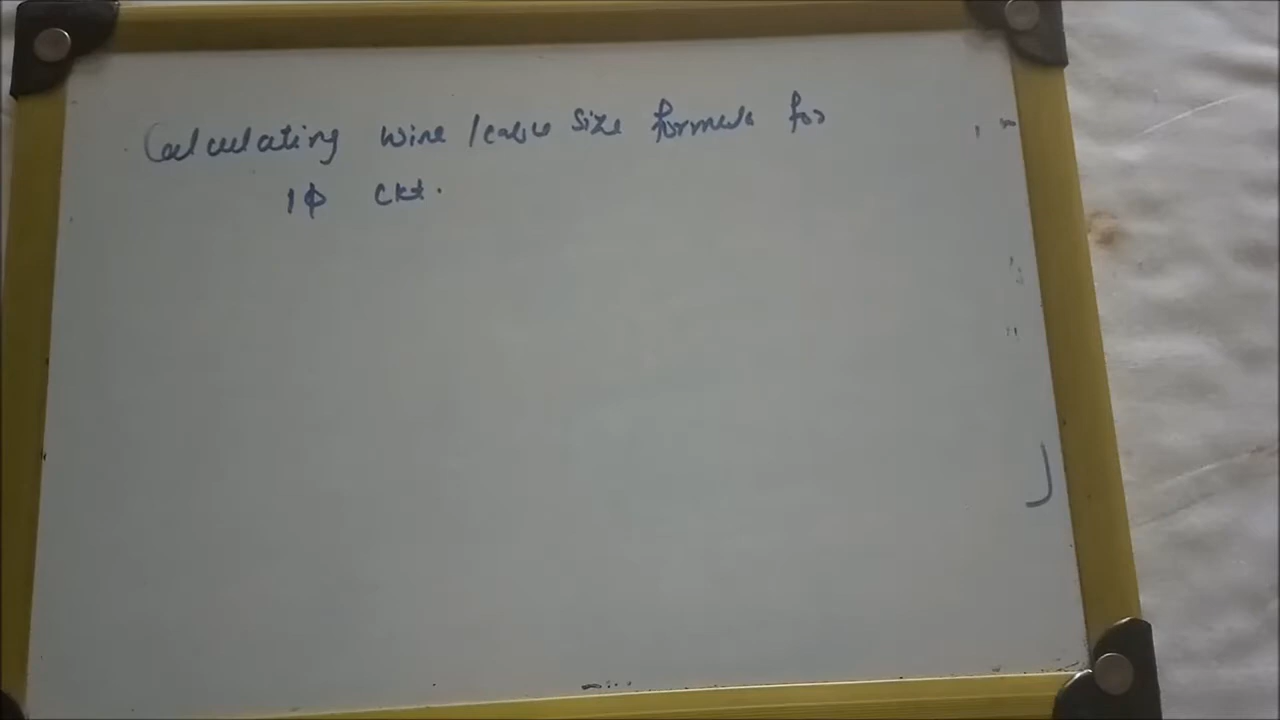 Calculating wire /cable size formula for
1φ ckt.